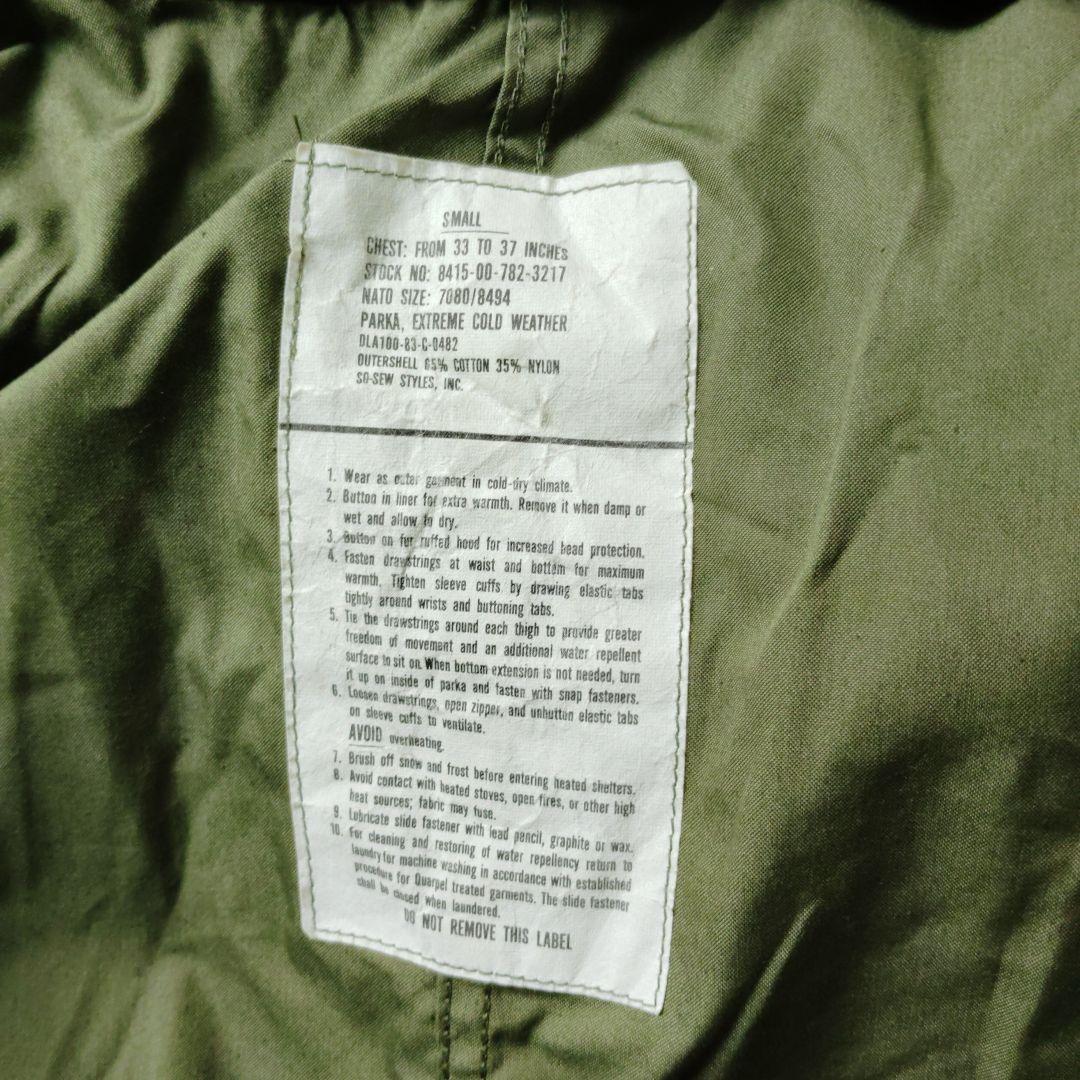 SMALL
CHEST: FROM 33 TO 37 INCHES
STOCK NO: 8415-00-782-3217
NATO SIZE: 7080/8494
PARKA, EXTREME COLD WEATHER
DLA100-83-C-0482
OUTERSHELL 65% COTTON 35% NYLON
SO-SEW STYLES, INC.
1. Wear as outer garment in cold-dry climate.
2. Button in liner for extra warmth. Remove it when damp or
wet and allow to dry.
3. Button on fur ruffed hood for increased head protection.
4. Fasten drawstrings at waist and bottom for maximum
warmth. Tighten sleeve cuffs by drawing elastic tabs
tightly around wrists and buttoning tabs.
5. Tie the drawstrings around each thigh to provide greater
freedom of movement and an additional water repellent
surface to sit on. When bottom extension is not needed, turn
it up on inside of parka and fasten with snap fasteners.
6. Loosen drawstrings, open zipper, and unbutton elastic tabs
on sleeve cuffs to ventilate.
AVOID overheating.
7. Brush off snow and frost before entering heated shelters.
8. Avoid contact with heated stoves, open fires, or other high
heat sources; fabric may fuse.
9. Lubricate slide fastener with lead pencil, graphite or wax.
10. For cleaning and restoring of water repellency return to
laundry for machine washing in accordance with established
procedure for Quarpel treated garments. The slide fastener
shall be closed when laundered.
DO NOT REMOVE THIS LABEL